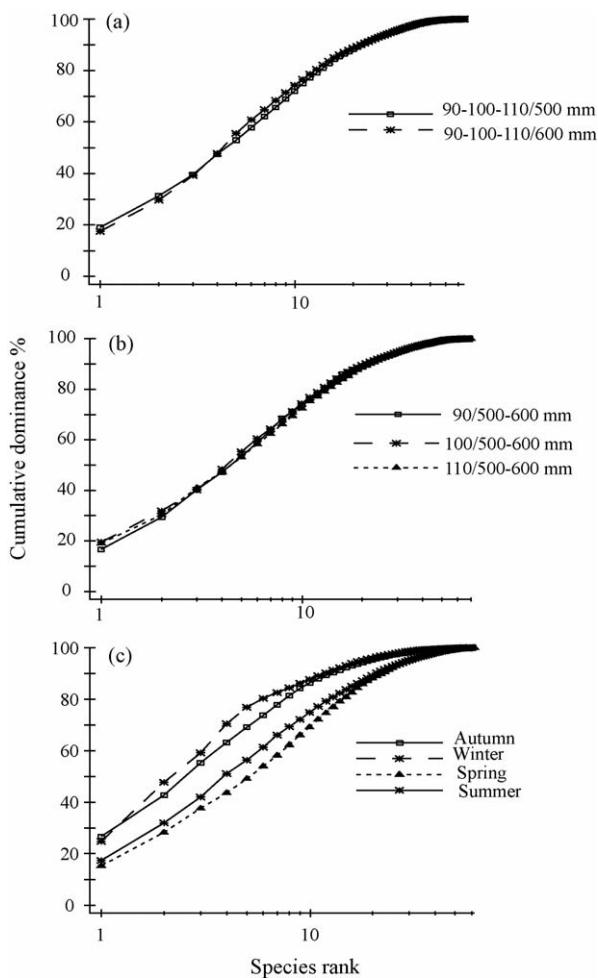 (a)
100
80
60
40
20
0
1
10
90-100-110/500 mm
90-100-110/600 mm
Cumulative dominance %
(b)
100
80
60
40
20
0
1
10
90/500-600 mm
100/500-600 mm
110/500-600 mm
(c)
100
80
60
40
20
0
1
10
Autumn
Winter
Spring
Summer
Species rank